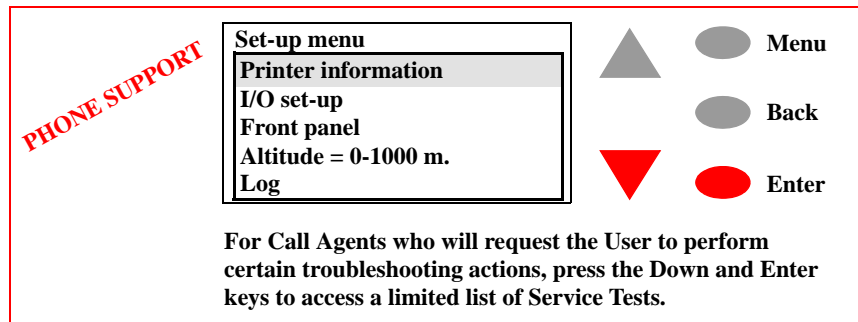 PHONE SUPPORT
Set-up menu
Printer information
I/O set-up
Front panel
Altitude = 0-1000 m.
Log
Menu
Back
Enter
For Call Agents who will request the User to perform
certain troubleshooting actions, press the Down and Enter
keys to access a limited list of Service Tests.